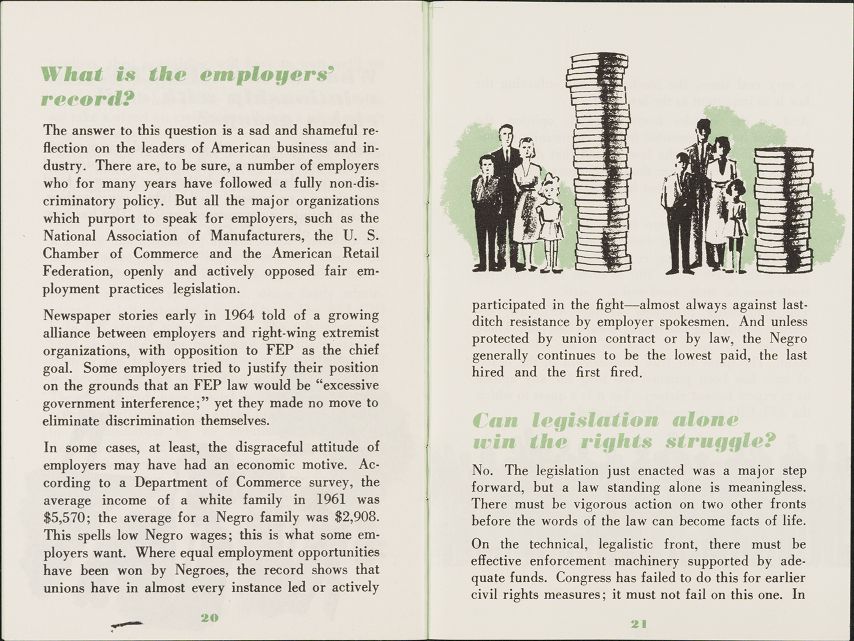 What is the employers'
record?
The answer to this question is a sad and shameful re-
flection on the leaders of American business and in-
dustry. There are, to be sure, a number of employers
who for many years have followed a fully non-dis-
criminatory policy. But all the major organizations
which purport to speak for employers, such as the
National Association of Manufacturers, the U. S.
Chamber of Commerce and the American Retail
Federation, openly and actively opposed fair em-
ployment practices legislation.
Newspaper stories early in 1964 told of a growing
alliance between employers and right-wing extremist
organizations, with opposition to FEP as the chief
goal. Some employers tried to justify their position
on the grounds that an FEP law would be "excessive
government interference;" yet they made no move to
eliminate discrimination themselves.
In some cases, at least, the disgraceful attitude of
employers may have had an economic motive. Ac-
cording to a Department of Commerce survey, the
average income of a white family in 1961 was
$5,570; the average for a Negro family was $2,908.
This spells low Negro wages; this is what some em-
ployers want. Where equal employment opportunities
have been won by Negroes, the record shows that
unions have in almost every instance led or actively
20
participated in the fight—almost always against last-
ditch resistance by employer spokesmen. And unless
protected by union contract or by law, the Negro
generally continues to be the lowest paid, the last
hired and the first fired.
Can legislation alone
win the rights struggle?
No. The legislation just enacted was a major step
forward, but a law standing alone is meaningless.
There must be vigorous action on two other fronts
before the words of the law can become facts of life.
On the technical, legalistic front, there must be
effective enforcement machinery supported by ade-
quate funds. Congress has failed to do this for earlier
civil rights measures; it must not fail on this one. In
21